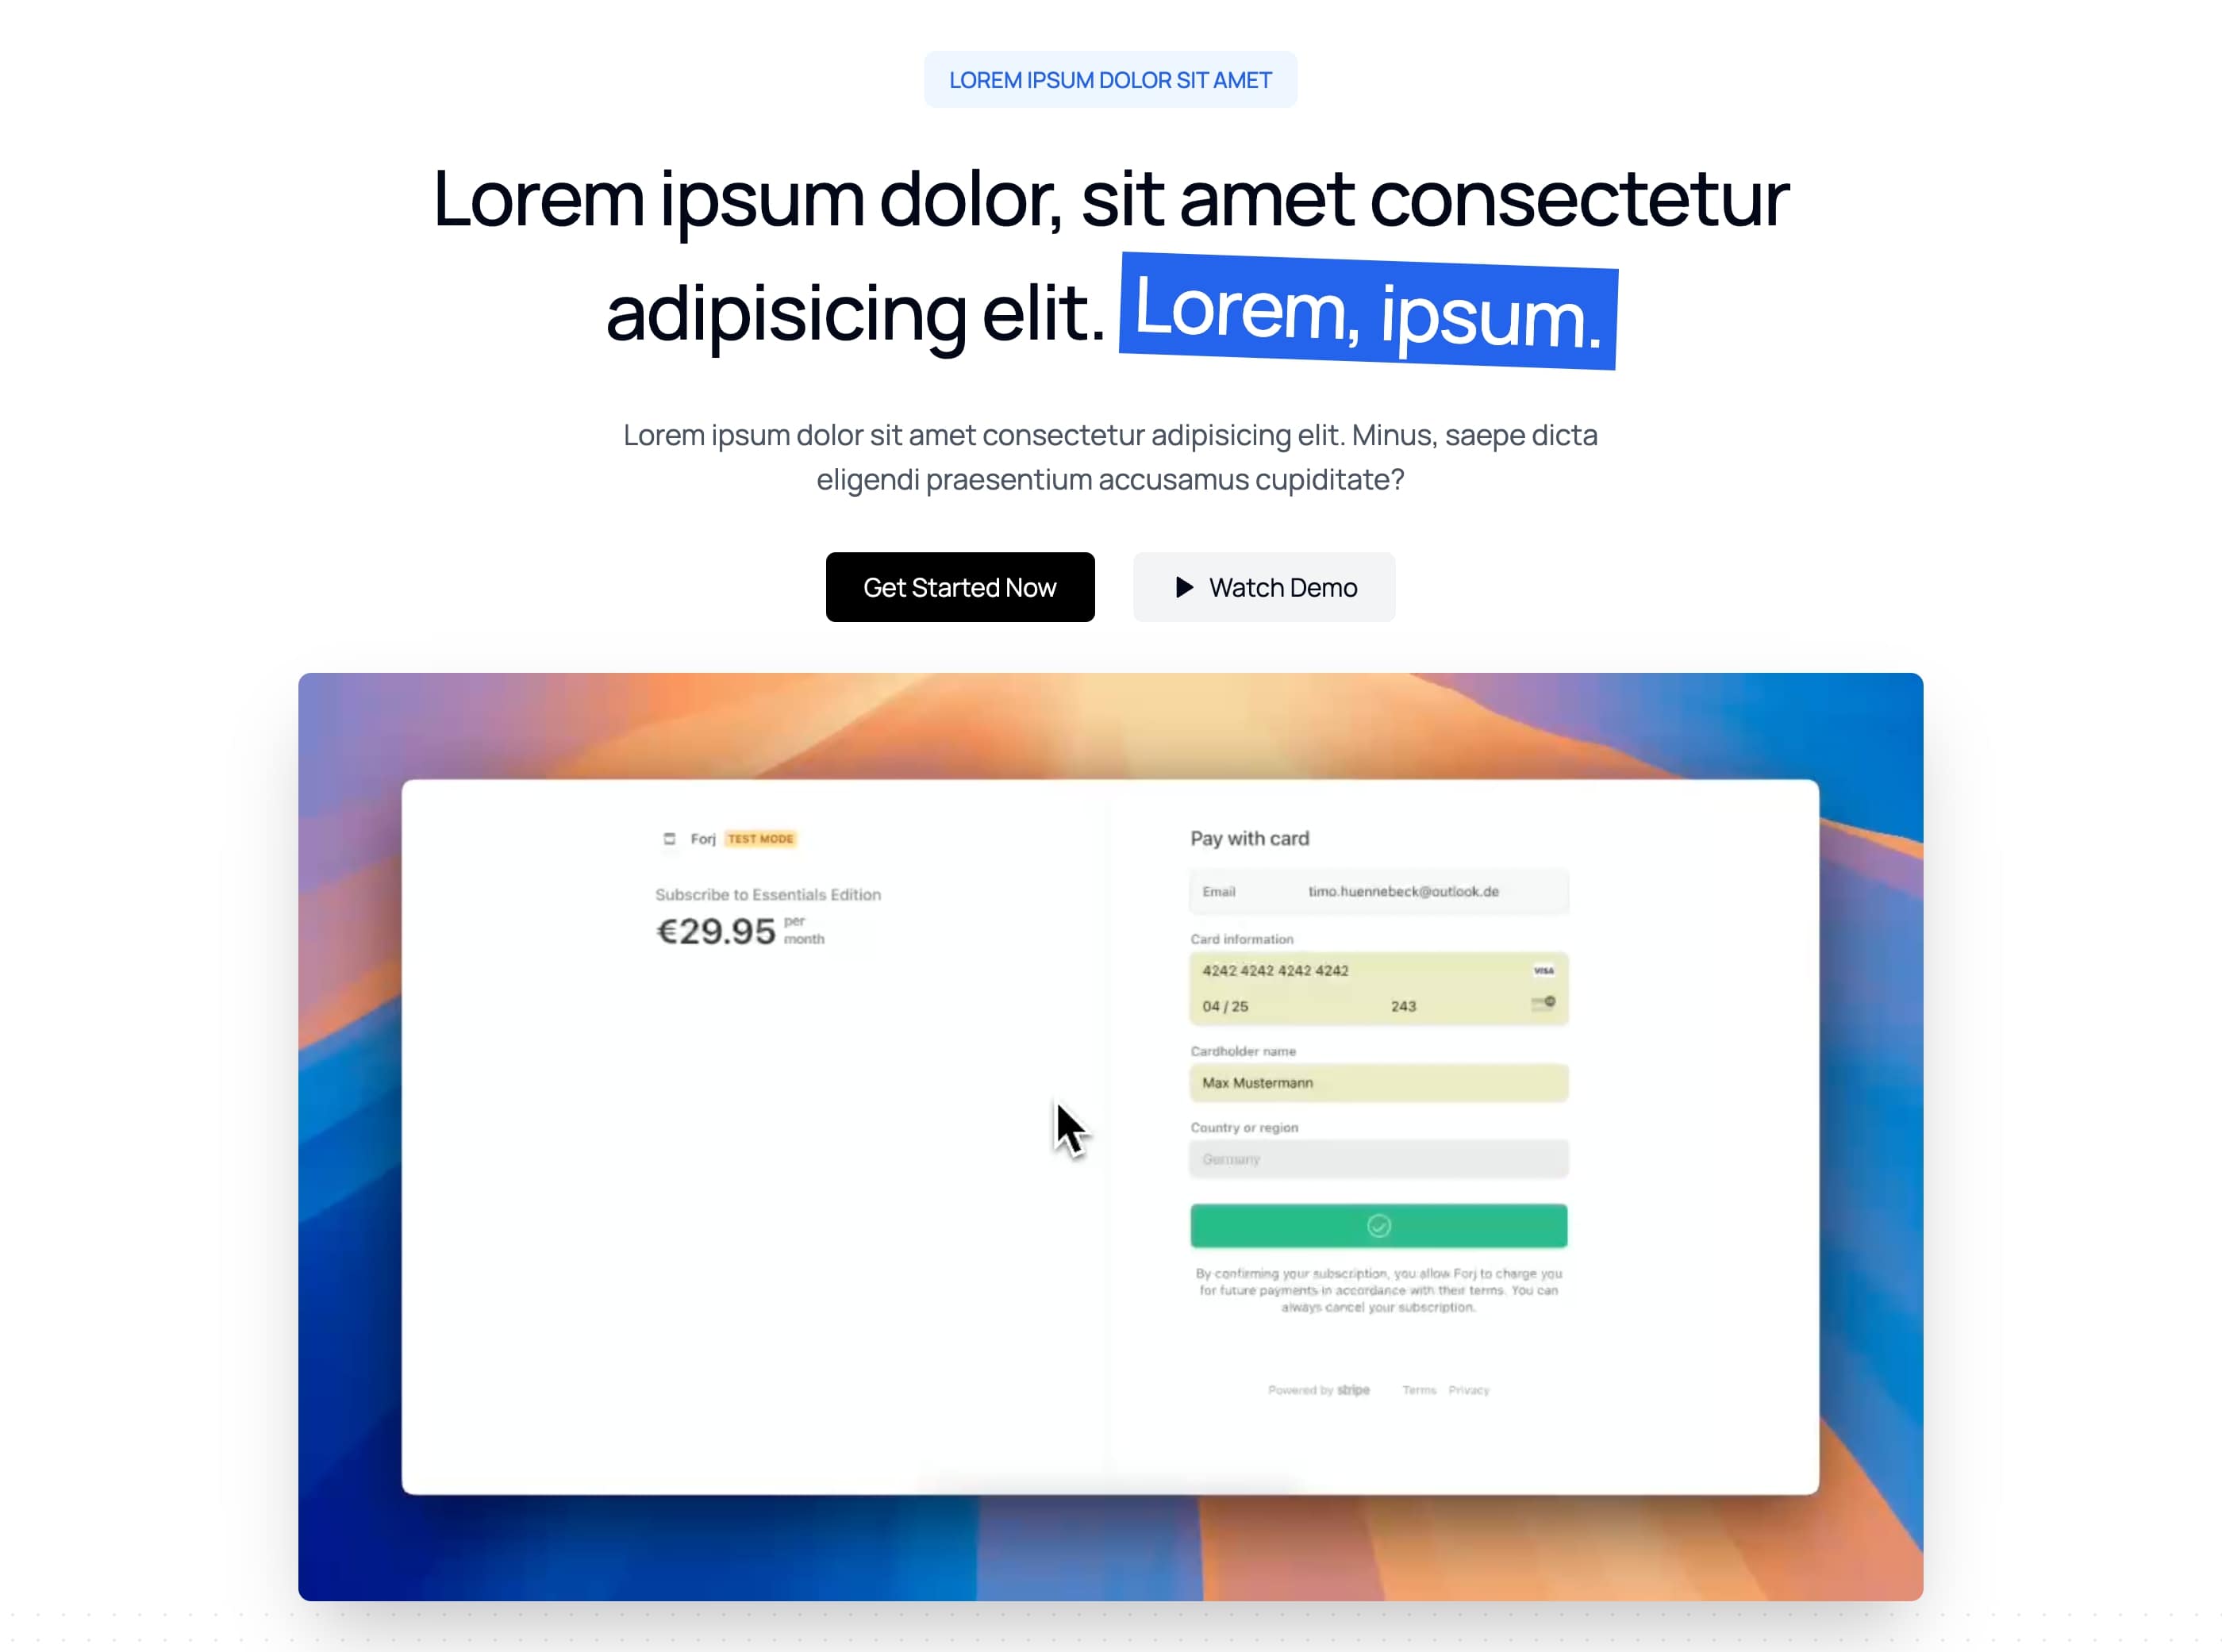 LOREM IPSUM DOLOR SIT AMET
Lorem ipsum dolor, sit amet consectetur
adipisicing elit. Lorem, ipsum.
Lorem ipsum dolor sit amet consectetur adipisicing elit. Minus, saepe dicta
eligendi praesentium accusamus cupiditate?
Get Started Now
Watch Demo
Forj TEST MODE
Subscribe to Essentials Edition
€29.95 per
month
Pay with card
Email timo.huennebeck@outlook.de
Card information
4242 4242 4242 4242 VISA
04 / 25 243
Cardholder name
Max Mustermann
Country or region
Germany
By confirming your subscription, you allow Forj to charge you
for future payments in accordance with their terms. You can
always cancel your subscription.
Powered by stripe Terms Privacy